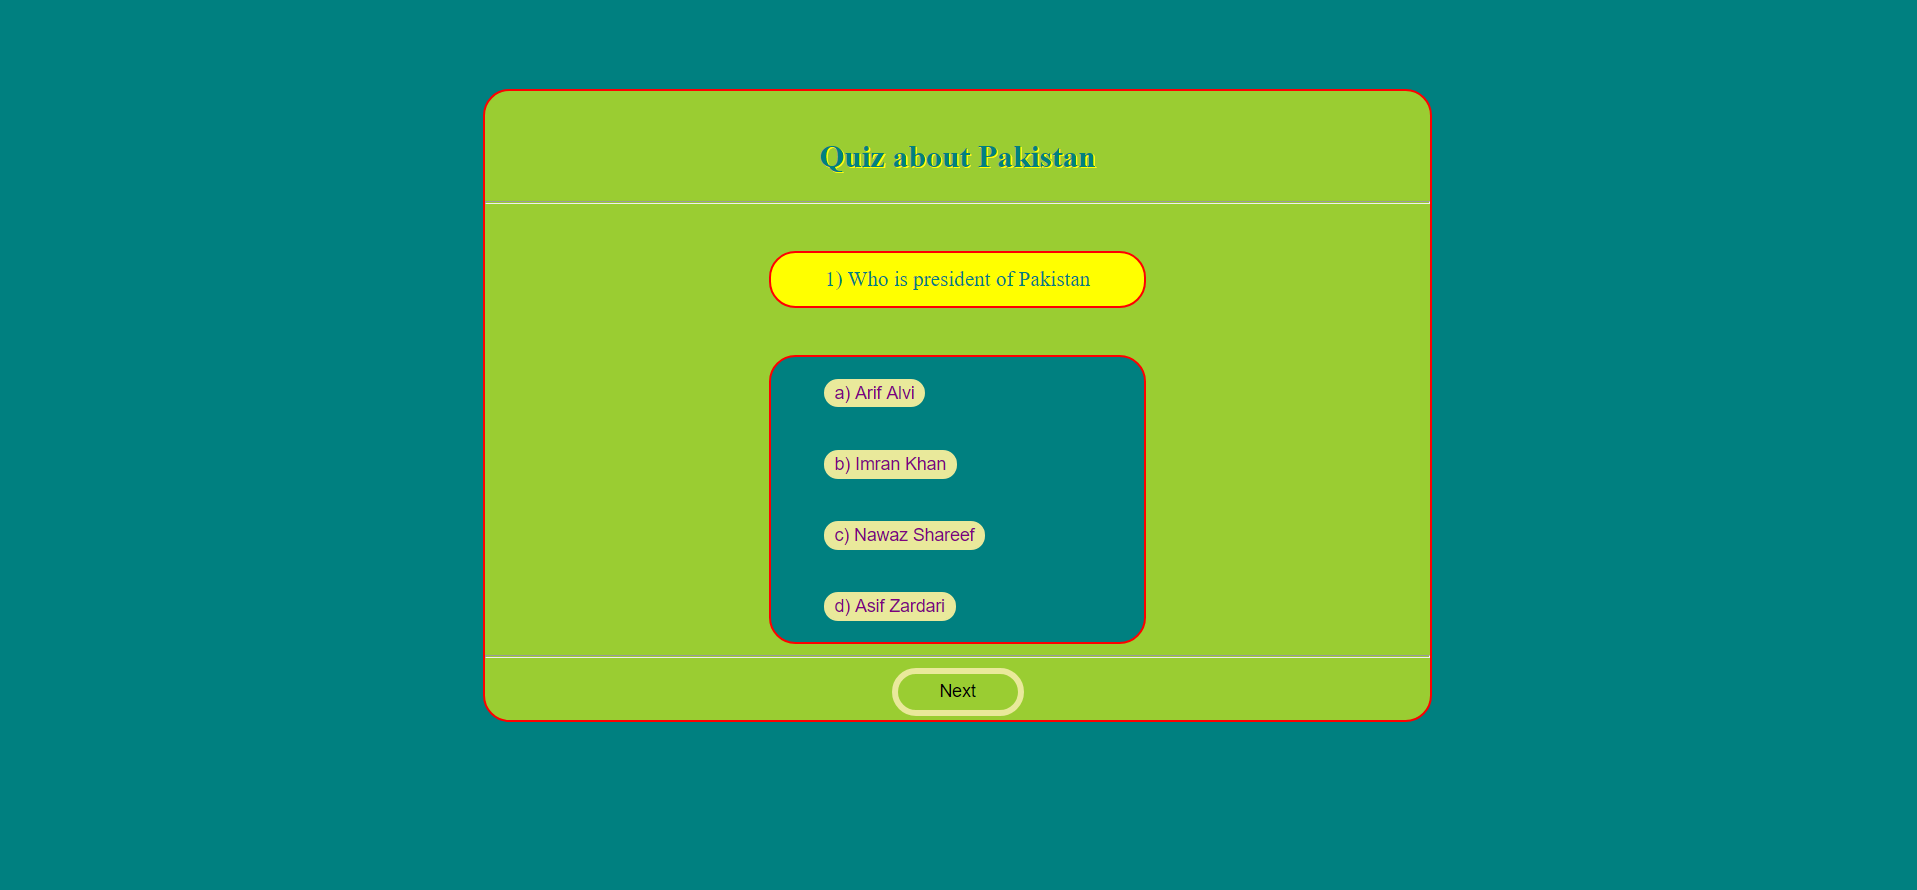 Quiz about Pakistan
1) Who is president of Pakistan
a) Arif Alvi
b) Imran Khan
c) Nawaz Shareef
d) Asif Zardari
Next